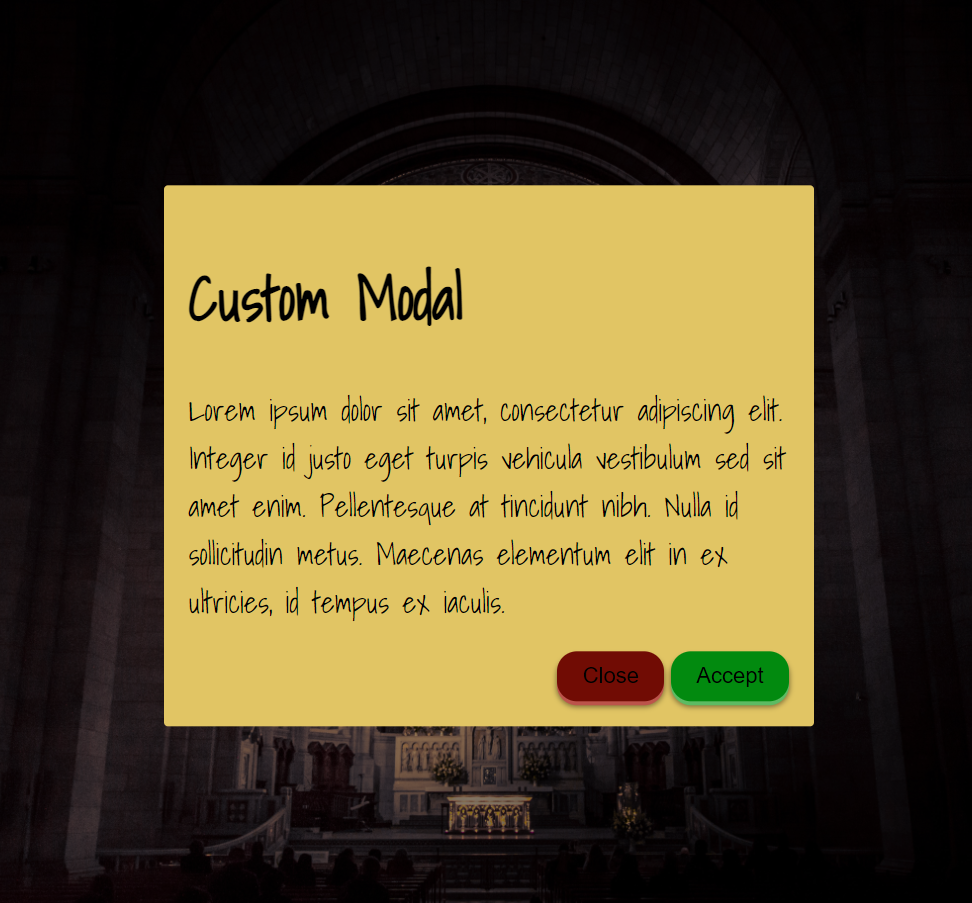 Custom Modal
Lorem ipsum dolor sit amet, consectetur adipiscing elit.
Integer id justo eget turpis vehicula vestibulum sed sit
amet enim. Pellentesque at tincidunt nibh. Nulla id
sollicitudin metus. Maecenas elementum elit in ex
ultricies, id tempus ex iaculis.
Close Accept